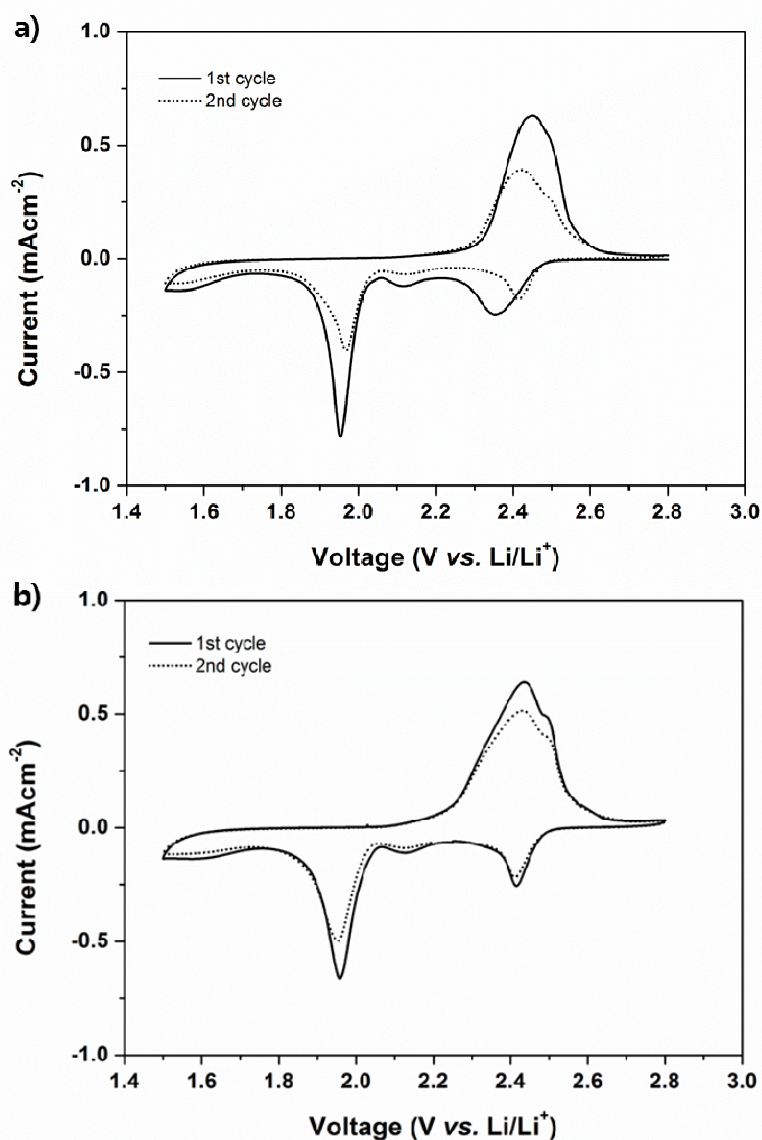 a)
1.0
1st cycle
2nd cycle
0.5
0.0
-0.5
-1.0
Current (mAcm⁻²)
1.4 1.6 1.8 2.0 2.2 2.4 2.6 2.8 3.0
Voltage (V vs. Li/Li⁺)
b)
1.0
1st cycle
2nd cycle
0.5
0.0
-0.5
-1.0
Current (mAcm⁻²)
1.4 1.6 1.8 2.0 2.2 2.4 2.6 2.8 3.0
Voltage (V vs. Li/Li⁺)